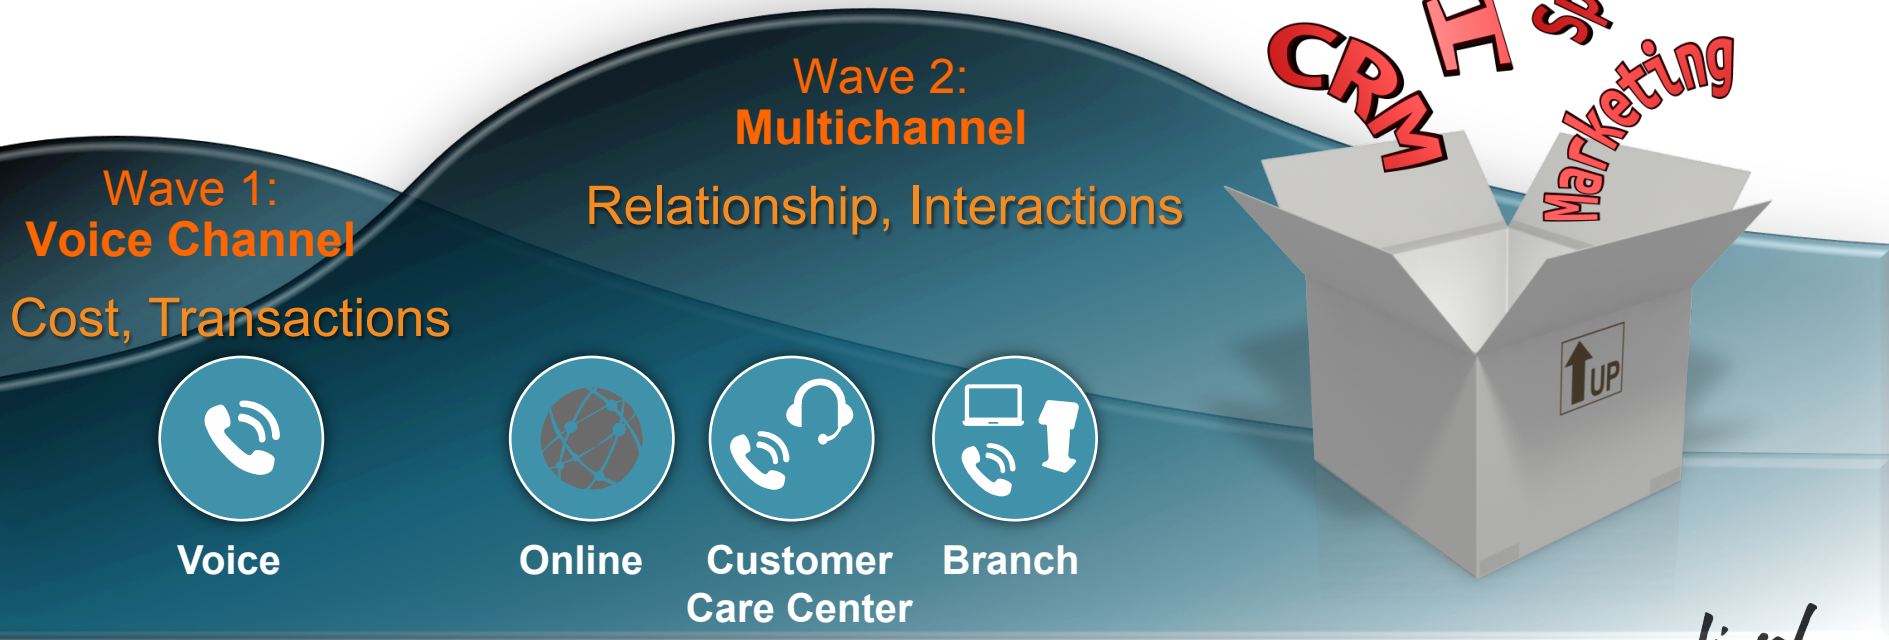 Wave 1:
Voice Channel
Cost, Transactions
Wave 2:
Multichannel
Relationship, Interactions
CRM
H
Sp
Marketing
UP
Voice
Online
Customer
Care Center
Branch